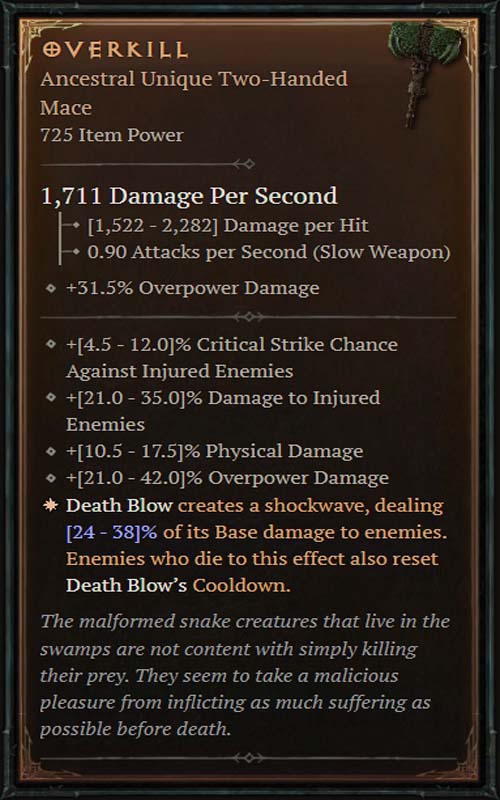 OVERKILL
Ancestral Unique Two-Handed
Mace
725 Item Power
1,711 Damage Per Second
[1,522 - 2,282] Damage per Hit
0.90 Attacks per Second (Slow Weapon)
+31.5% Overpower Damage
+[4.5 - 12.0]% Critical Strike Chance
Against Injured Enemies
+[21.0 - 35.0]% Damage to Injured
Enemies
+[10.5 - 17.5]% Physical Damage
+[21.0 - 42.0]% Overpower Damage
Death Blow creates a shockwave, dealing
[24 - 38]% of its Base damage to enemies.
Enemies who die to this effect also reset
Death Blow's Cooldown.
The malformed snake creatures that live in the
swamps are not content with simply killing
their prey. They seem to take a malicious
pleasure from inflicting as much suffering as
possible before death.